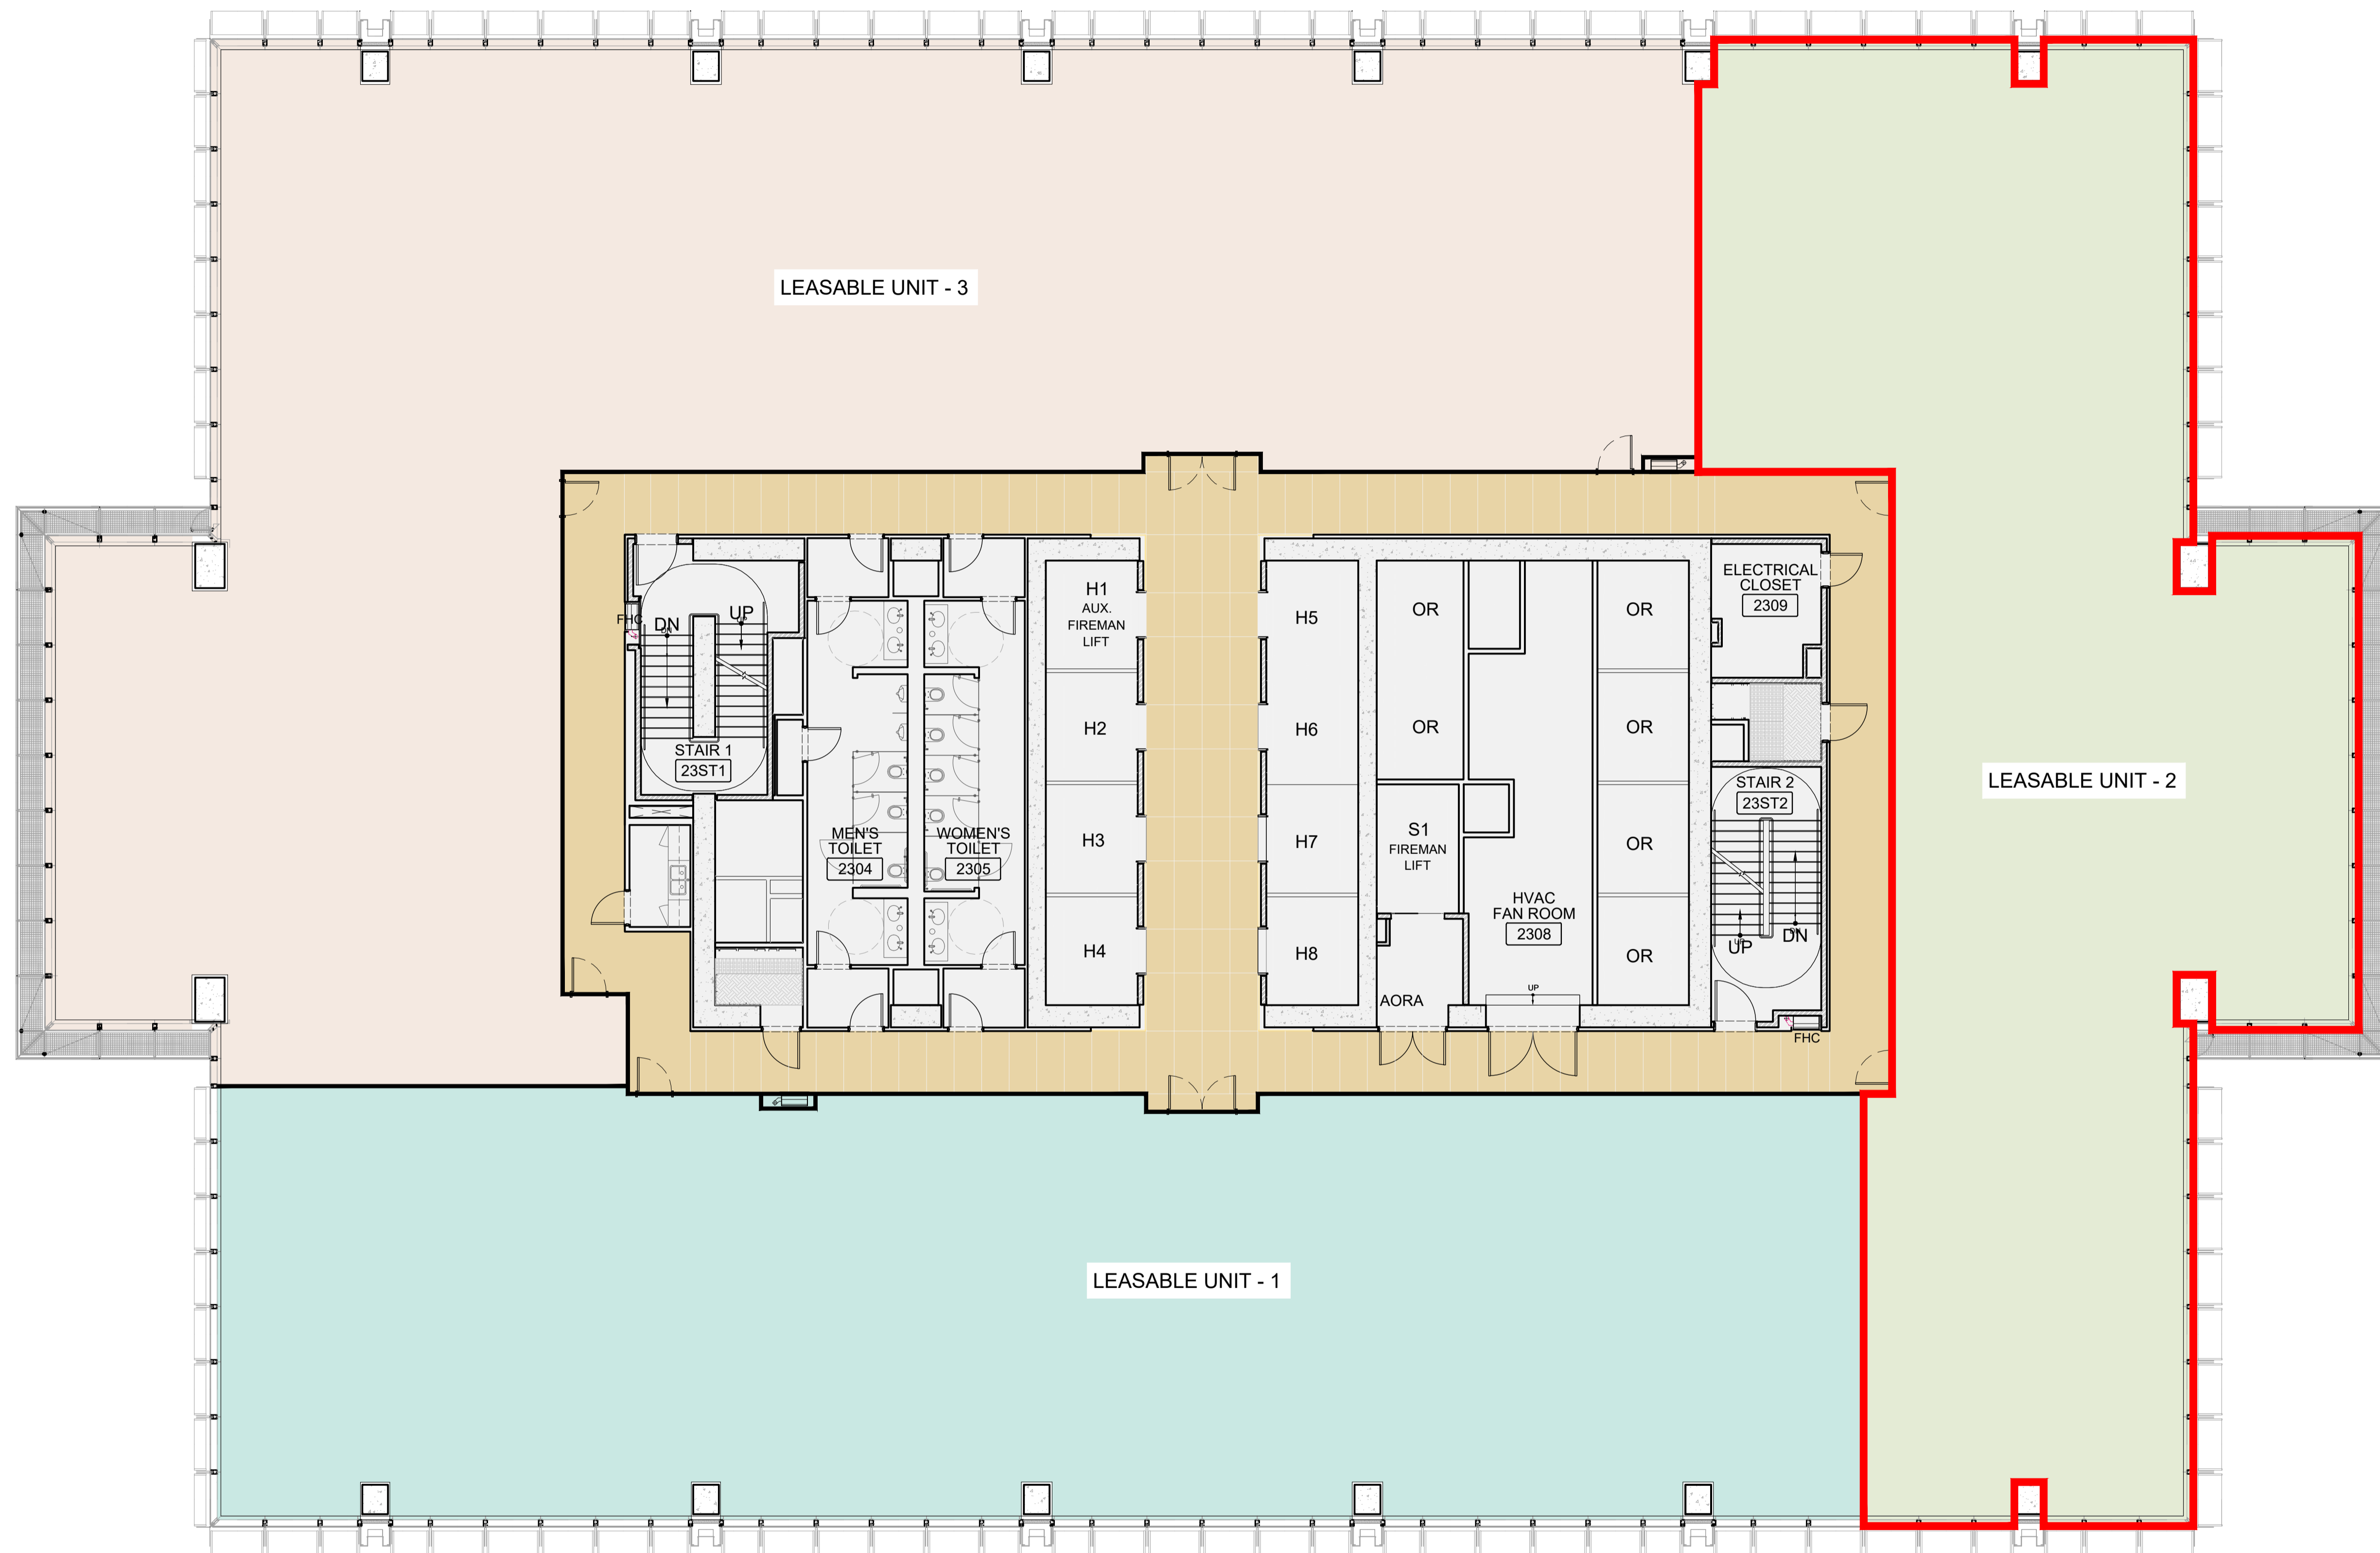 LEASABLE UNIT - 3
H1
AUX.
FIREMAN
LIFT
H2
H3
H4
H5
H6
H7
H8
OR
OR
OR
OR
OR
OR
ELECTRICAL
CLOSET
2309
FHC
DN
UP
STAIR 1
23ST1
MEN'S
TOILET
2304
WOMEN'S
TOILET
2305
S1
FIREMAN
LIFT
AORA
HVAC
FAN ROOM
2308
UP
STAIR 2
23ST2
UP
DN
FHC
LEASABLE UNIT - 2
LEASABLE UNIT - 1